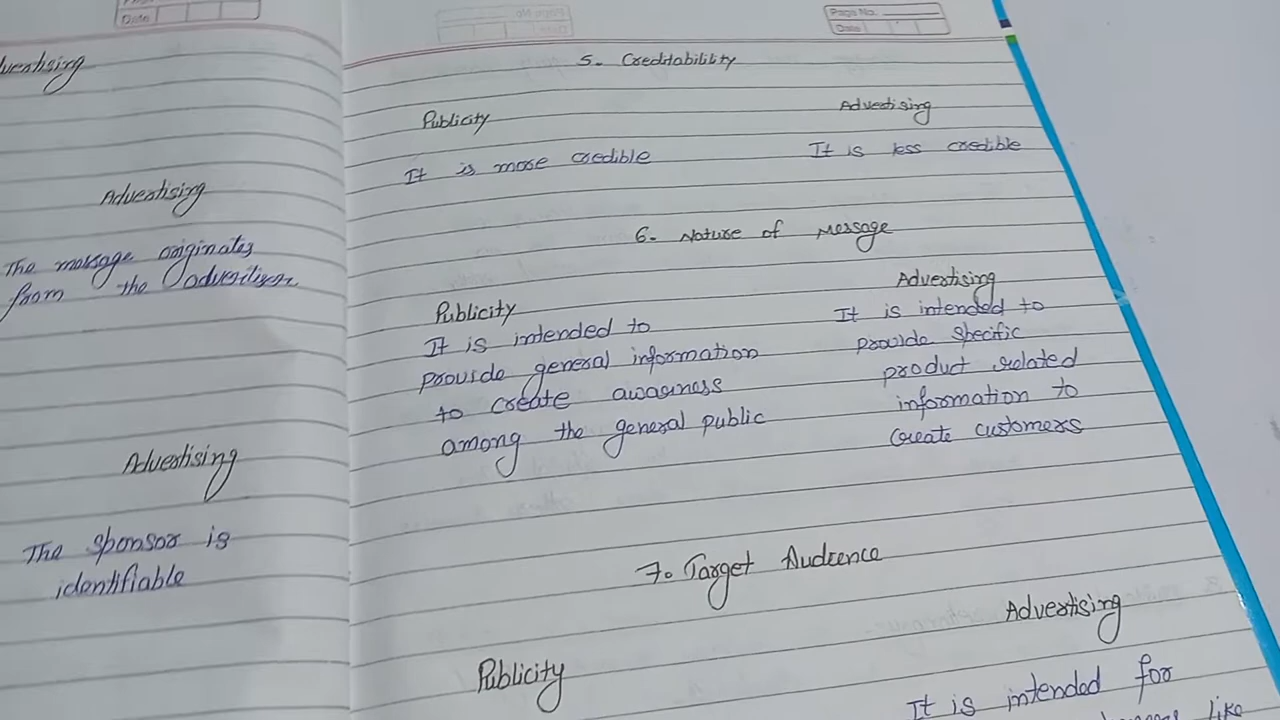 Date
vertising
Advertising
The message originates
from the advertiser
Advertising
The sponsor is
identifiable
Page No.
Date
5. Creditability
Publicity
Advertising
It is more credible
It is less credible
6. Nature of Message
Publicity
It is intended to
provide general information
to create awarness
among the general public
Advertising
It is intended to
provide specific
product related
information to
create customers
7. Target Audience
Publicity
Advertising
It is intended for
like